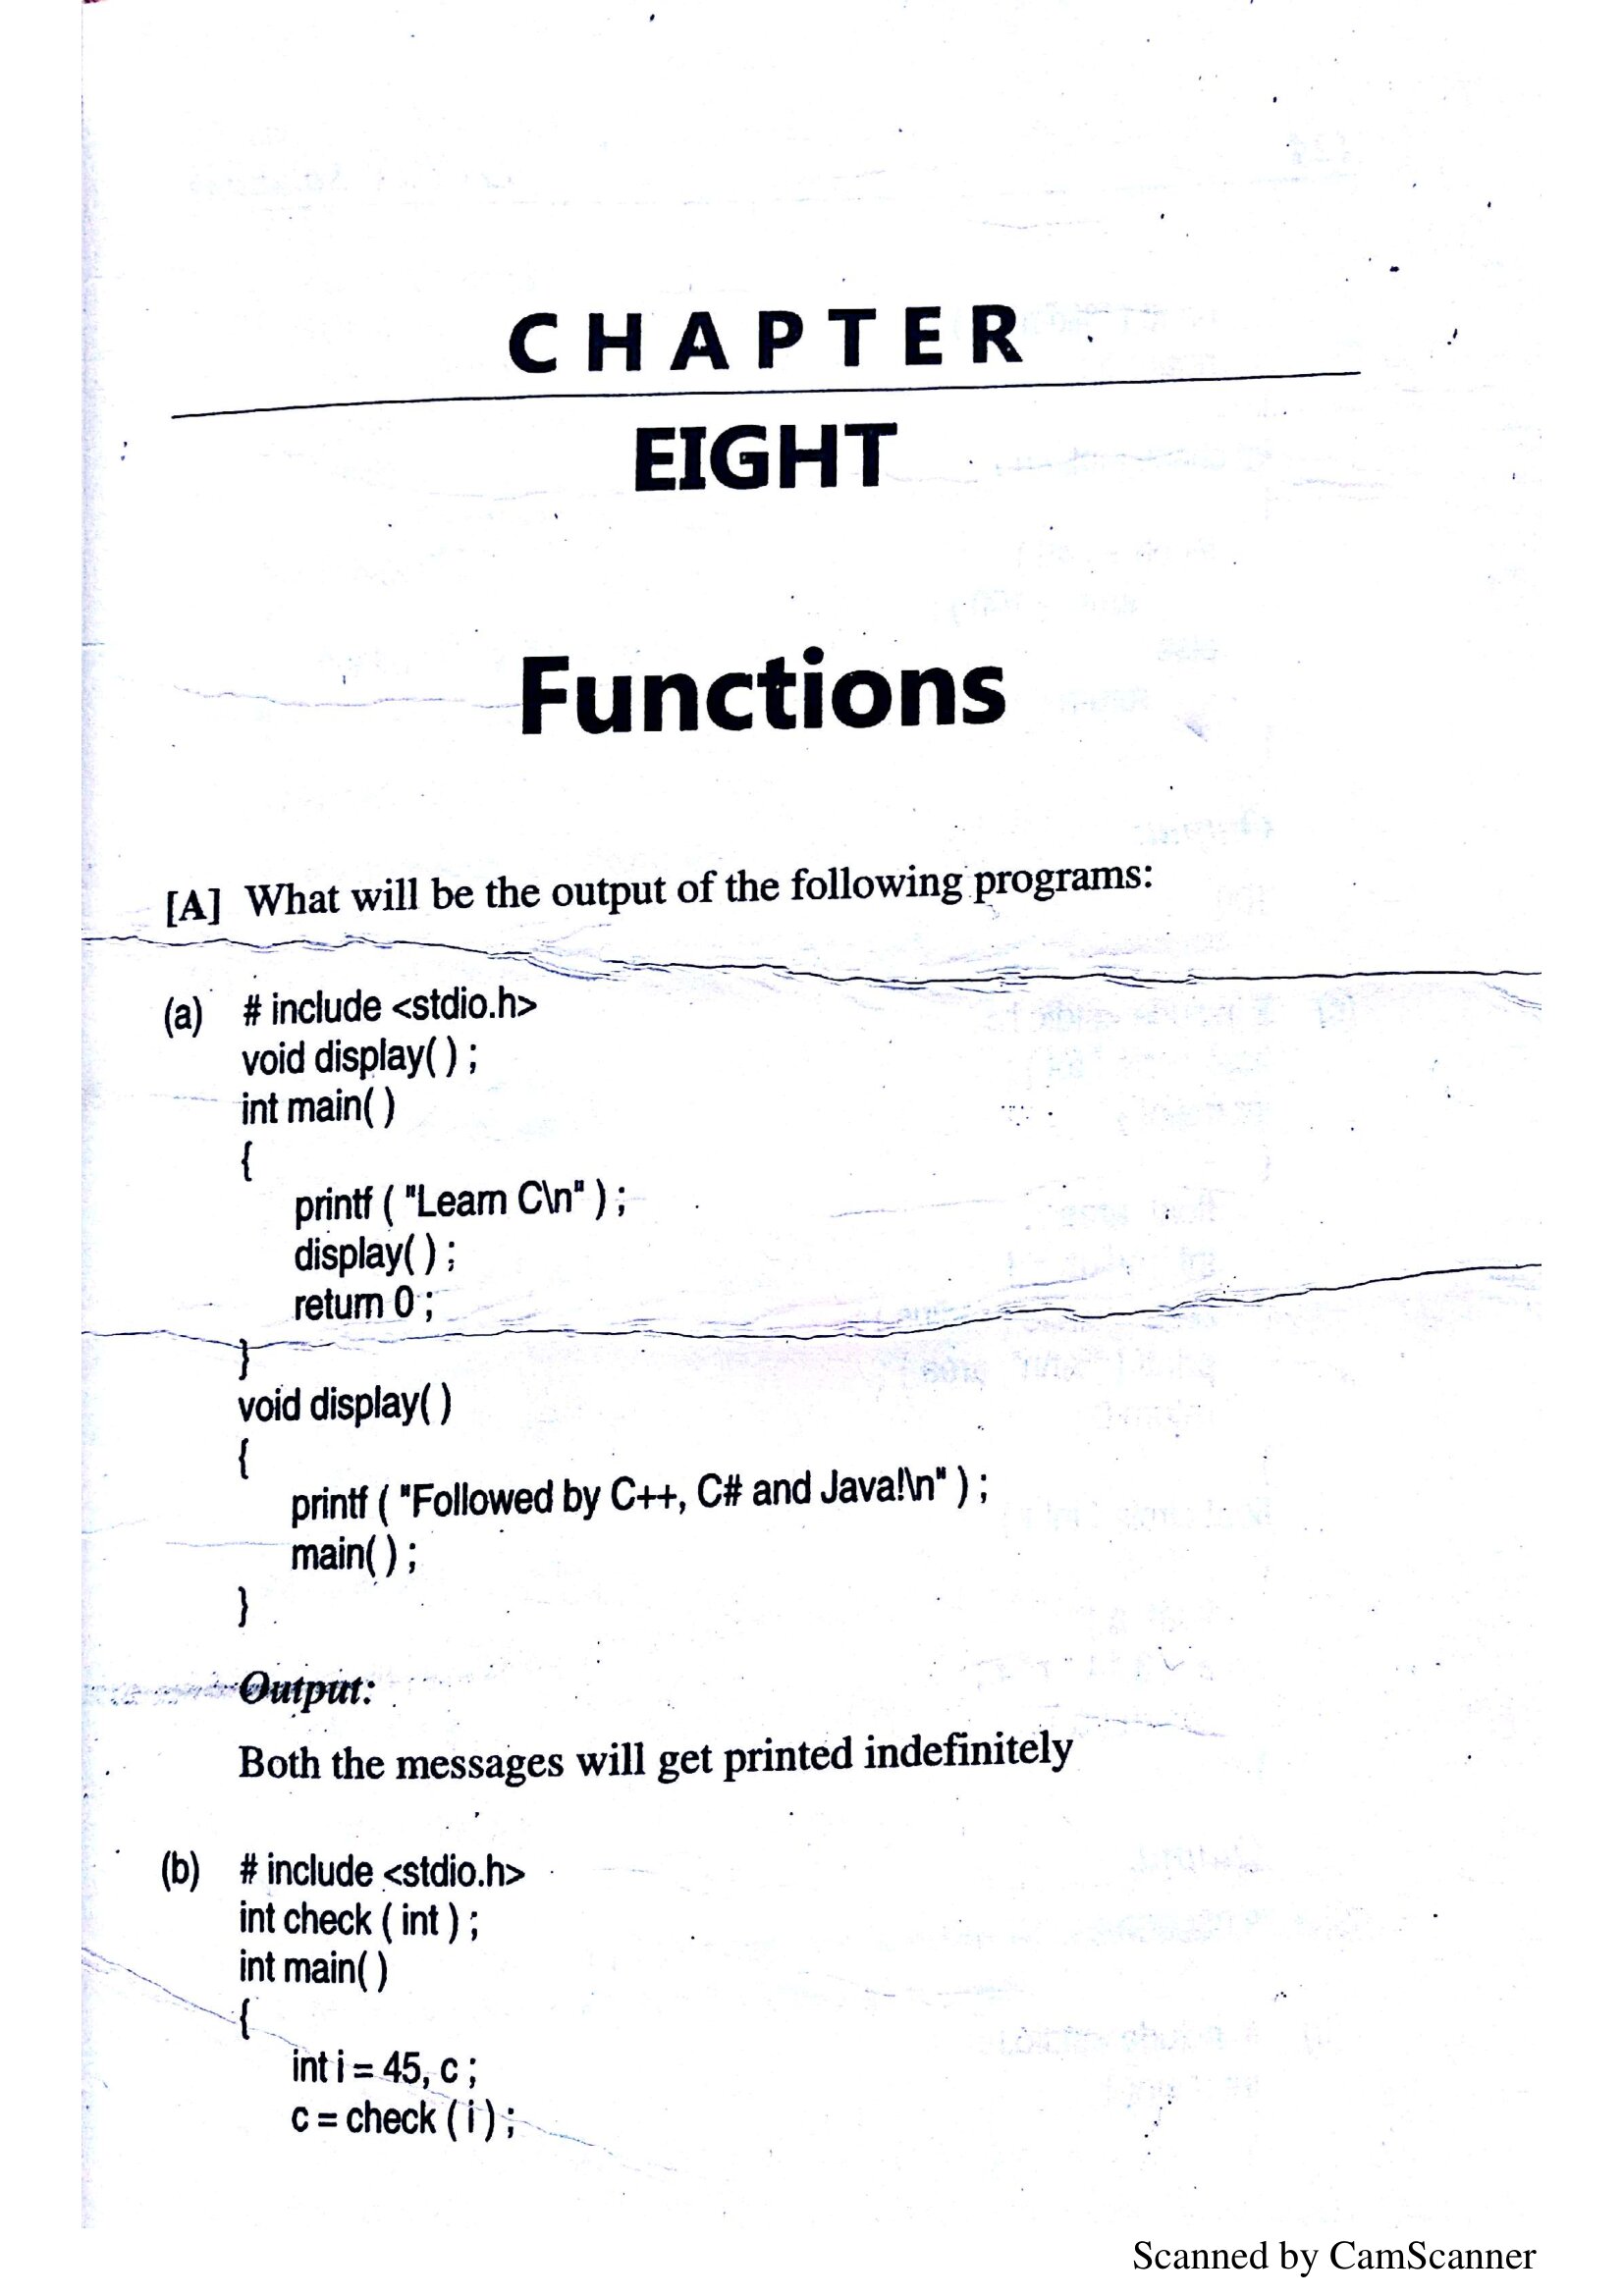 CHAPTER
EIGHT
Functions
[A] What will be the output of the following programs:
(a) # include <stdio.h>
void display( ) ;
int main( )
{
printf ( "Learn C\n" ) ;
display( ) ;
return 0 ;
}
void display( )
{
printf ( "Followed by C++, C# and Java!\n" ) ;
main( ) ;
}
Output:
Both the messages will get printed indefinitely
(b) # include <stdio.h>
int check ( int ) ;
int main( )
{
int i = 45, c ;
c = check ( i ) ;
Scanned by CamScanner